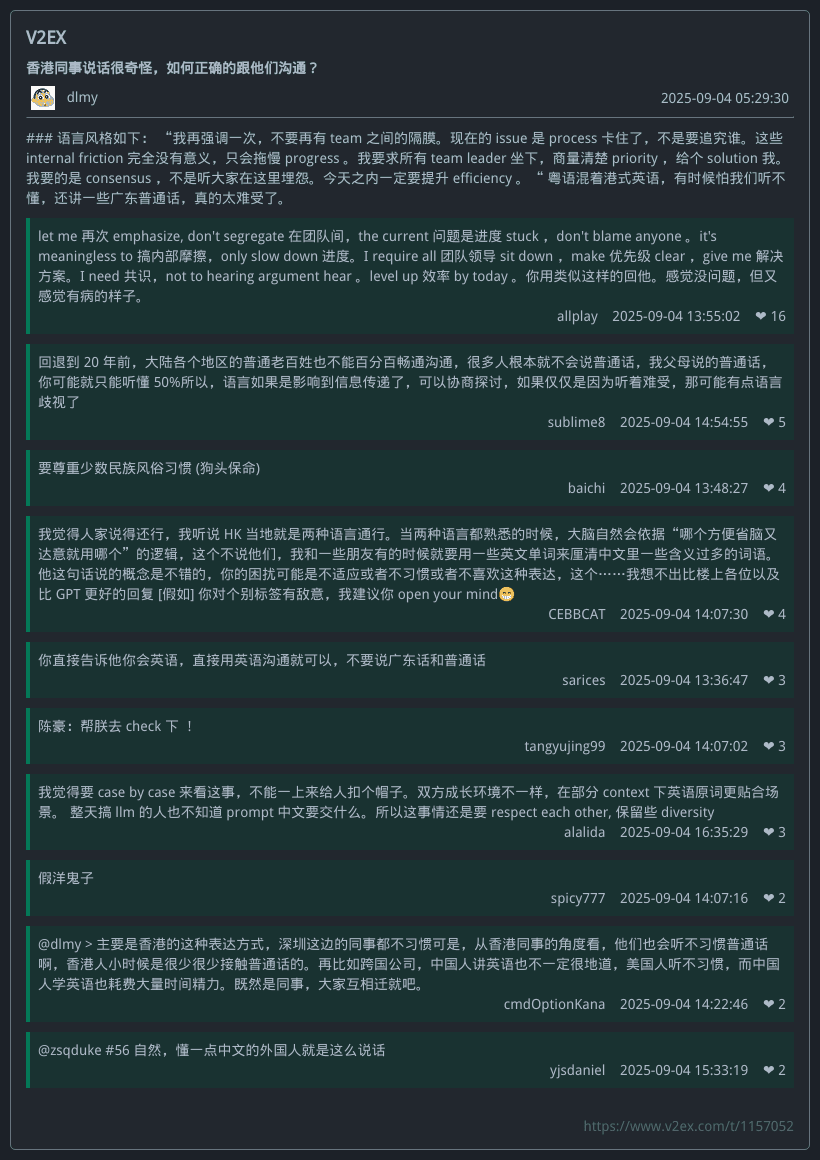 V2EX
香港同事说话很奇怪，如何正确的跟他们沟通？
dlmy 2025-09-04 05:29:30
### 语言风格如下： “我再强调一次，不要再有 team 之间的隔膜。现在的 issue 是 process 卡住了，不是要追究谁。这些
internal friction 完全没有意义，只会拖慢 progress 。我要求所有 team leader 坐下，商量清楚 priority ，给个 solution 我。
我要的是 consensus ，不是听大家在这里埋怨。今天之内一定要提升 efficiency 。 “ 粤语混着港式英语，有时候怕我们听不
懂，还讲一些广东普通话，真的太难受了。
let me 再次 emphasize, don't segregate 在团队间，the current 问题是进度 stuck ，don't blame anyone 。it's
meaningless to 搞内部摩擦，only slow down 进度。I require all 团队领导 sit down ，make 优先级 clear ，give me 解决
方案。I need 共识，not to hearing argument hear 。level up 效率 by today 。你用类似这样的回他。感觉没问题，但又
感觉有病的样子。
allplay 2025-09-04 13:55:02 ❤ 16
回退到 20 年前，大陆各个地区的普通老百姓也不能百分百畅通沟通，很多人根本就不会说普通话，我父母说的普通话，
你可能就只能听懂 50%所以，语言如果是影响到信息传递了，可以协商探讨，如果仅仅是因为听着难受，那可能有点语言
歧视了
sublime8 2025-09-04 14:54:55 ❤ 5
要尊重少数民族风俗习惯 (狗头保命)
baichi 2025-09-04 13:48:27 ❤ 4
我觉得人家说得还行，我听说 HK 当地就是两种语言通行。当两种语言都熟悉的时候，大脑自然会依据“哪个方便省脑又
达意就用哪个”的逻辑，这个不说他们，我和一些朋友有的时候就要用一些英文单词来厘清中文里一些含义过多的词语。
他这句话说的概念是不错的，你的困扰可能是不适应或者不习惯或者不喜欢这种表达，这个……我想不出比楼上各位以及
比 GPT 更好的回复 [假如] 你对个别标签有敌意，我建议你 open your mind😁
CEBBCAT 2025-09-04 14:07:30 ❤ 4
你直接告诉他你会英语，直接用英语沟通就可以，不要说广东话和普通话
sarices 2025-09-04 13:36:47 ❤ 3
陈豪：帮朕去 check 下 ！
tangyujing99 2025-09-04 14:07:02 ❤ 3
我觉得要 case by case 来看这事，不能一上来给人扣个帽子。双方成长环境不一样，在部分 context 下英语原词更贴合场
景。 整天搞 llm 的人也不知道 prompt 中文要交什么。所以这事情还是要 respect each other, 保留些 diversity
alalida 2025-09-04 16:35:29 ❤ 3
假洋鬼子
spicy777 2025-09-04 14:07:16 ❤ 2
@dlmy > 主要是香港的这种表达方式，深圳这边的同事都不习惯可是，从香港同事的角度看，他们也会听不习惯普通话
啊，香港人小时候是很少很少接触普通话的。再比如跨国公司，中国人讲英语也不一定很地道，美国人听不习惯，而中国
人学英语也耗费大量时间精力。既然是同事，大家互相迁就吧。
cmdOptionKana 2025-09-04 14:22:46 ❤ 2
@zsqduke #56 自然，懂一点中文的外国人就是这么说话
yjsdaniel 2025-09-04 15:33:19 ❤ 2
https://www.v2ex.com/t/1157052